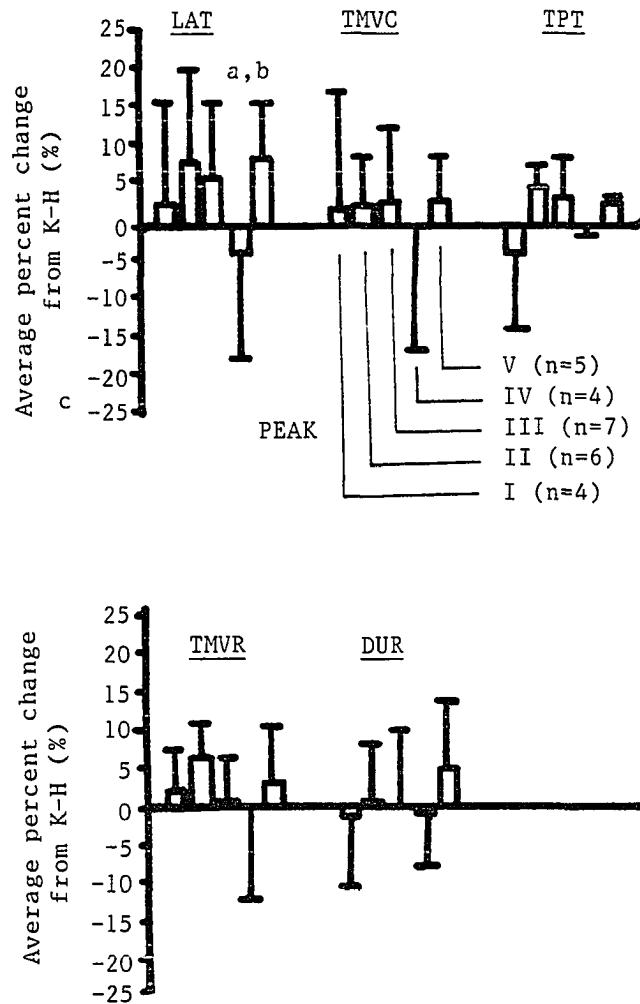 LAT TMVC TPT
25
20
15
10
5
0
-5
-10
-15
-20
-25
Average percent change
from K-H (%)
a,b
c
PEAK
V (n=5)
IV (n=4)
III (n=7)
II (n=6)
I (n=4)
TMVR DUR
25
20
15
10
5
0
-5
-10
-15
-20
-25
Average percent change
from K-H (%)